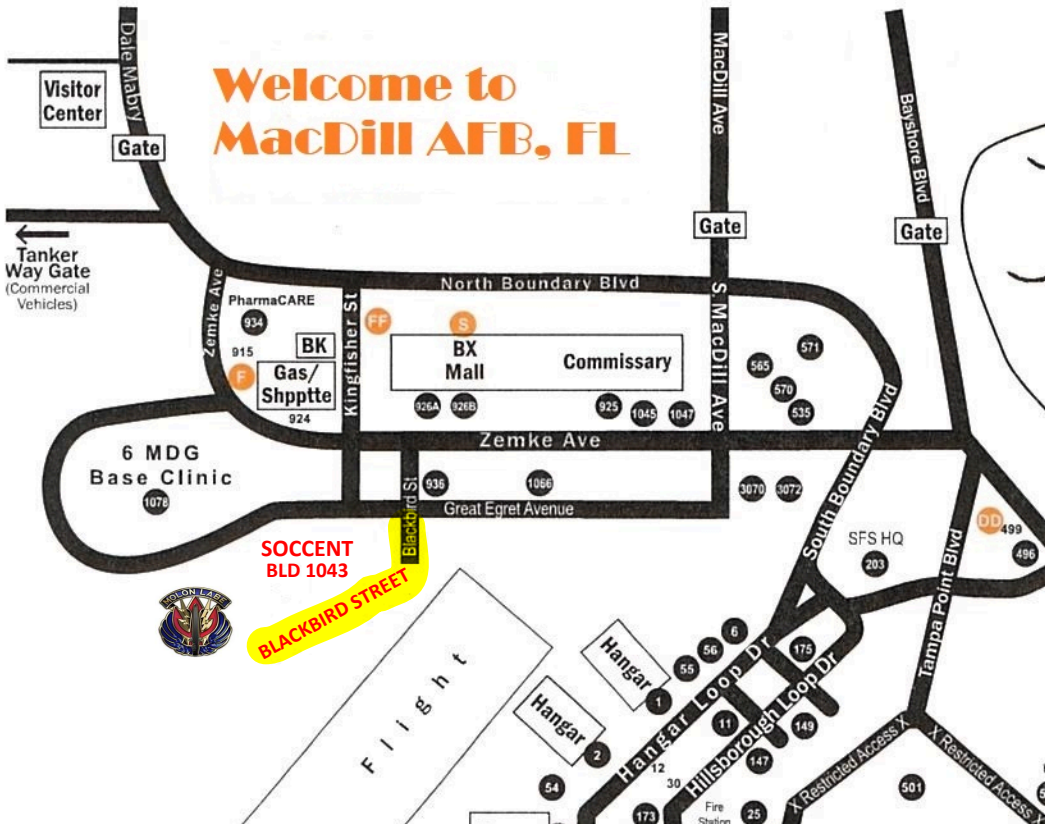 Welcome to
MacDill AFB, FL
Dale Mabry
Visitor
Center
Gate
MacDill Ave
Bayshore Blvd
Gate
Gate
Tanker
Way Gate
(Commercial
Vehicles)
North Boundary Blvd
Zemke Ave
PharmaCARE
934
915
F
BK
Gas/
Shpptte
924
Kingfisher St
FF
S
BX
Mall
Commissary
926A
926B
925
1045
1047
S MacDill Ave
571
565
570
535
South Boundary Blvd
Zemke Ave
6 MDG
Base Clinic
1078
Blackbird St
936
1066
Great Egret Avenue
3070
3072
SFS HQ
203
DD
499
496
Tampa Point Blvd
SOCCENT
BLD 1043
MOLON LABE
BLACKBIRD STREET
Flight
Hangar
Hangar
1
2
54
55
56
6
Hangar Loop Dr
175
Hillsborough Loop Dr
11
149
147
12
30
173
Fire
Station
25
X Restricted Access X
X Restricted Access X
501